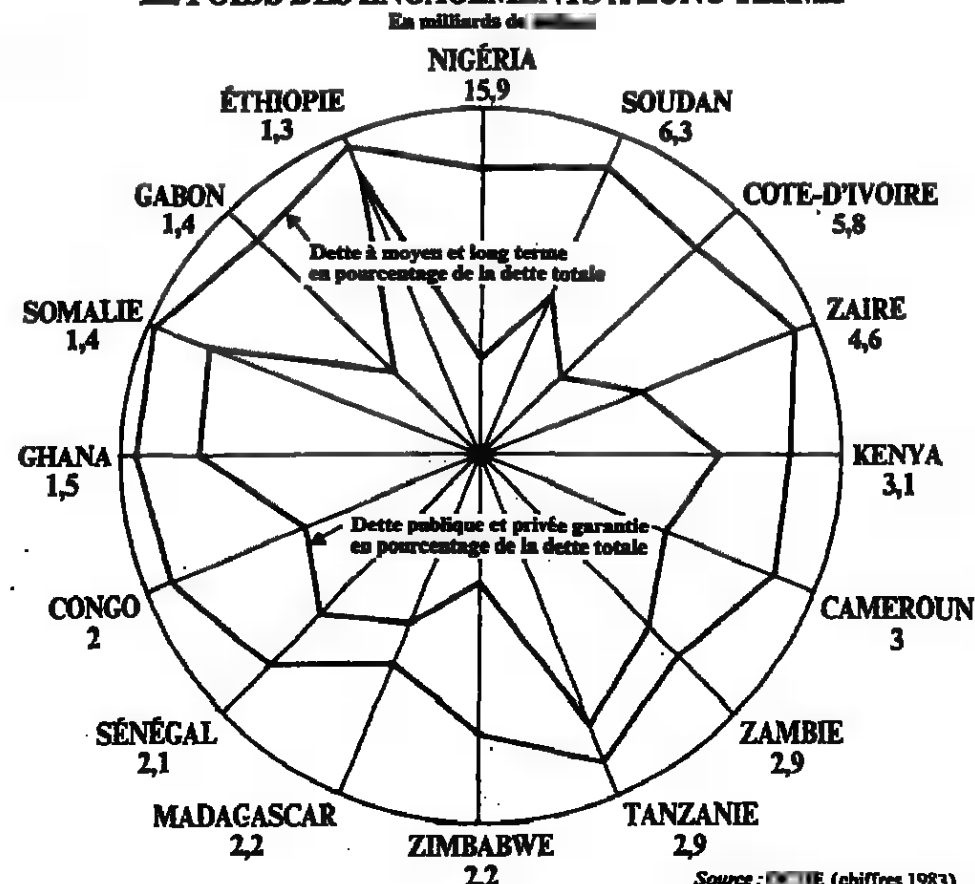 POIDS DES ENGAGEMENTS
En milliards de
NIGÉRIA
15,9
ÉTHIOPIE
1,3
SOUDAN
6,3
GABON
1,4
COTE-D'IVOIRE
5,8
Dette à moyen et long terme
en pourcentage de la dette totale
SOMALIE
1,4
ZAIRE
4,6
GHANA
1,5
KENYA
3,1
Dette publique et privée garantie
en pourcentage de la dette totale
CONGO
2
CAMEROUN
3
SÉNÉGAL
2,1
ZAMBIE
2,9
MADAGASCAR
2,2
TANZANIE
2,9
ZIMBABWE
2,2
Source : (chiffres 1983)